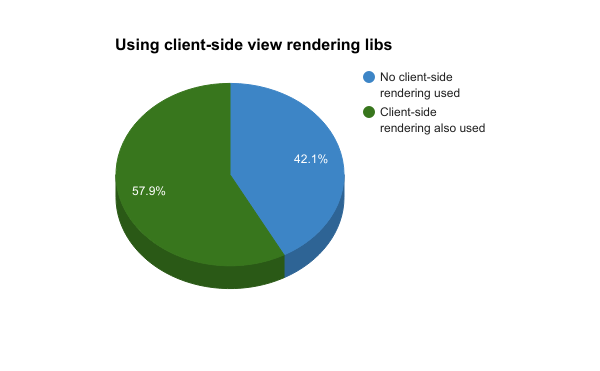 Using client-side view rendering libs
No client-side
rendering used
Client-side
rendering also used
42.1%
57.9%